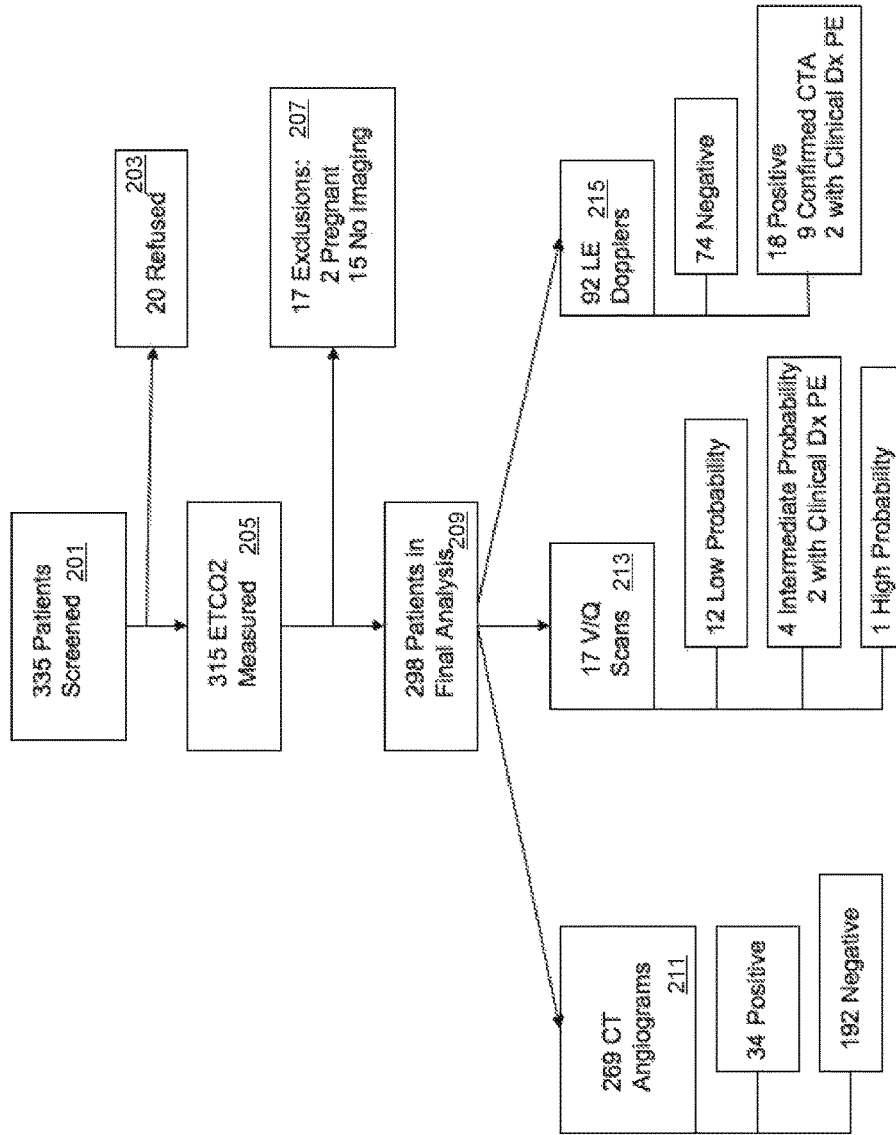 335 Patients
Screened 201
20 Refused
203
315 ETCO2
Measured 205
17 Exclusions: 207
2 Pregnant
15 No Imaging
298 Patients in
Final Analysis 209
269 CT
Angiograms
211
34 Positive
192 Negative
17 V/Q
Scans 213
12 Low Probability
4 Intermediate Probability
2 with Clinical Dx PE
1 High Probability
92 LE 215
Dopplers
74 Negative
18 Positive
9 Confirmed CTA
2 with Clinical Dx PE